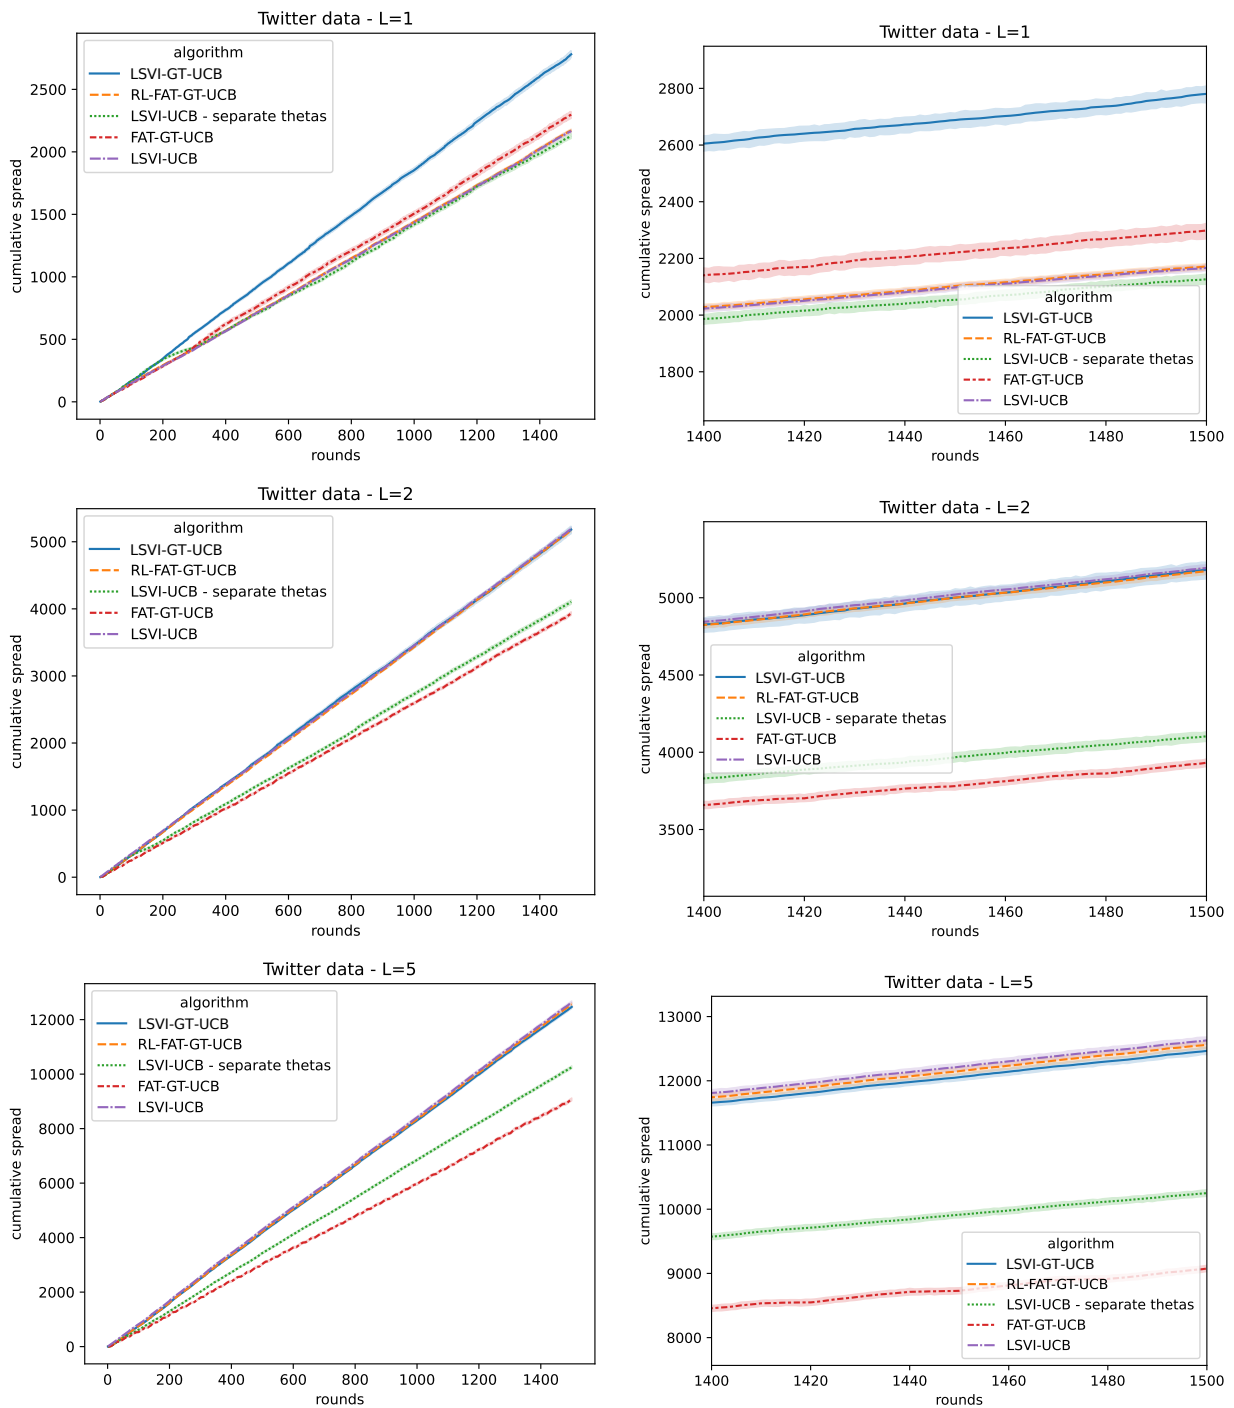 Twitter data - L=1
algorithm
LSVI-GT-UCB
RL-FAT-GT-UCB
LSVI-UCB - separate thetas
FAT-GT-UCB
LSVI-UCB
cumulative spread
2500
2000
1500
1000
500
0
0 200 400 600 800 1000 1200 1400
rounds
Twitter data - L=1
cumulative spread
2800
2600
2400
2200
2000
1800
algorithm
LSVI-GT-UCB
RL-FAT-GT-UCB
LSVI-UCB - separate thetas
FAT-GT-UCB
LSVI-UCB
1400 1420 1440 1460 1480 1500
rounds
Twitter data - L=2
algorithm
LSVI-GT-UCB
RL-FAT-GT-UCB
LSVI-UCB - separate thetas
FAT-GT-UCB
LSVI-UCB
cumulative spread
5000
4000
3000
2000
1000
0
0 200 400 600 800 1000 1200 1400
rounds
Twitter data - L=2
cumulative spread
5000
4500
4000
3500
algorithm
LSVI-GT-UCB
RL-FAT-GT-UCB
LSVI-UCB - separate thetas
FAT-GT-UCB
LSVI-UCB
1400 1420 1440 1460 1480 1500
rounds
Twitter data - L=5
algorithm
LSVI-GT-UCB
RL-FAT-GT-UCB
LSVI-UCB - separate thetas
FAT-GT-UCB
LSVI-UCB
cumulative spread
12000
10000
8000
6000
4000
2000
0
0 200 400 600 800 1000 1200 1400
rounds
Twitter data - L=5
cumulative spread
13000
12000
11000
10000
9000
8000
algorithm
LSVI-GT-UCB
RL-FAT-GT-UCB
LSVI-UCB - separate thetas
FAT-GT-UCB
LSVI-UCB
1400 1420 1440 1460 1480 1500
rounds